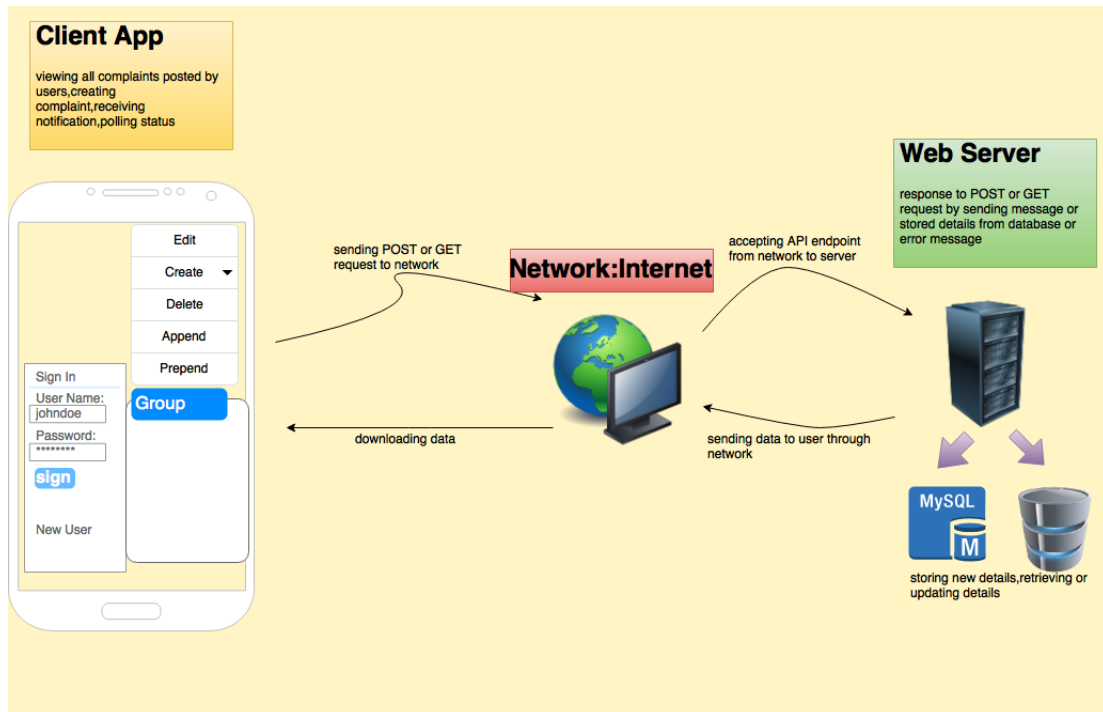 Client App
viewing all complaints posted by
users,creating
complaint,receiving
notification,polling status
Edit
Create
Delete
Append
Prepend
Group
Sign In
User Name:
johndoe
Password:
********
sign
New User
sending POST or GET
request to network
downloading data
Network:Internet
accepting API endpoint
from network to server
sending data to user through
network
Web Server
response to POST or GET
request by sending message or
stored details from database or
error message
MySQL
M
storing new details,retrieving or
updating details